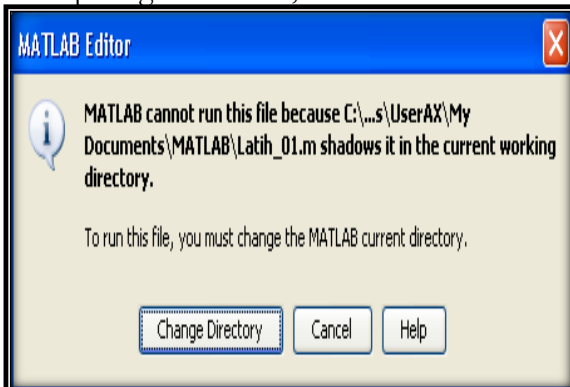 MATLAB Editor
MATLAB cannot run this file because C:\...s\UserAX\My
Documents\MATLAB\Latih_01.m shadows it in the current working
directory.
To run this file, you must change the MATLAB current directory.
Change Directory Cancel Help